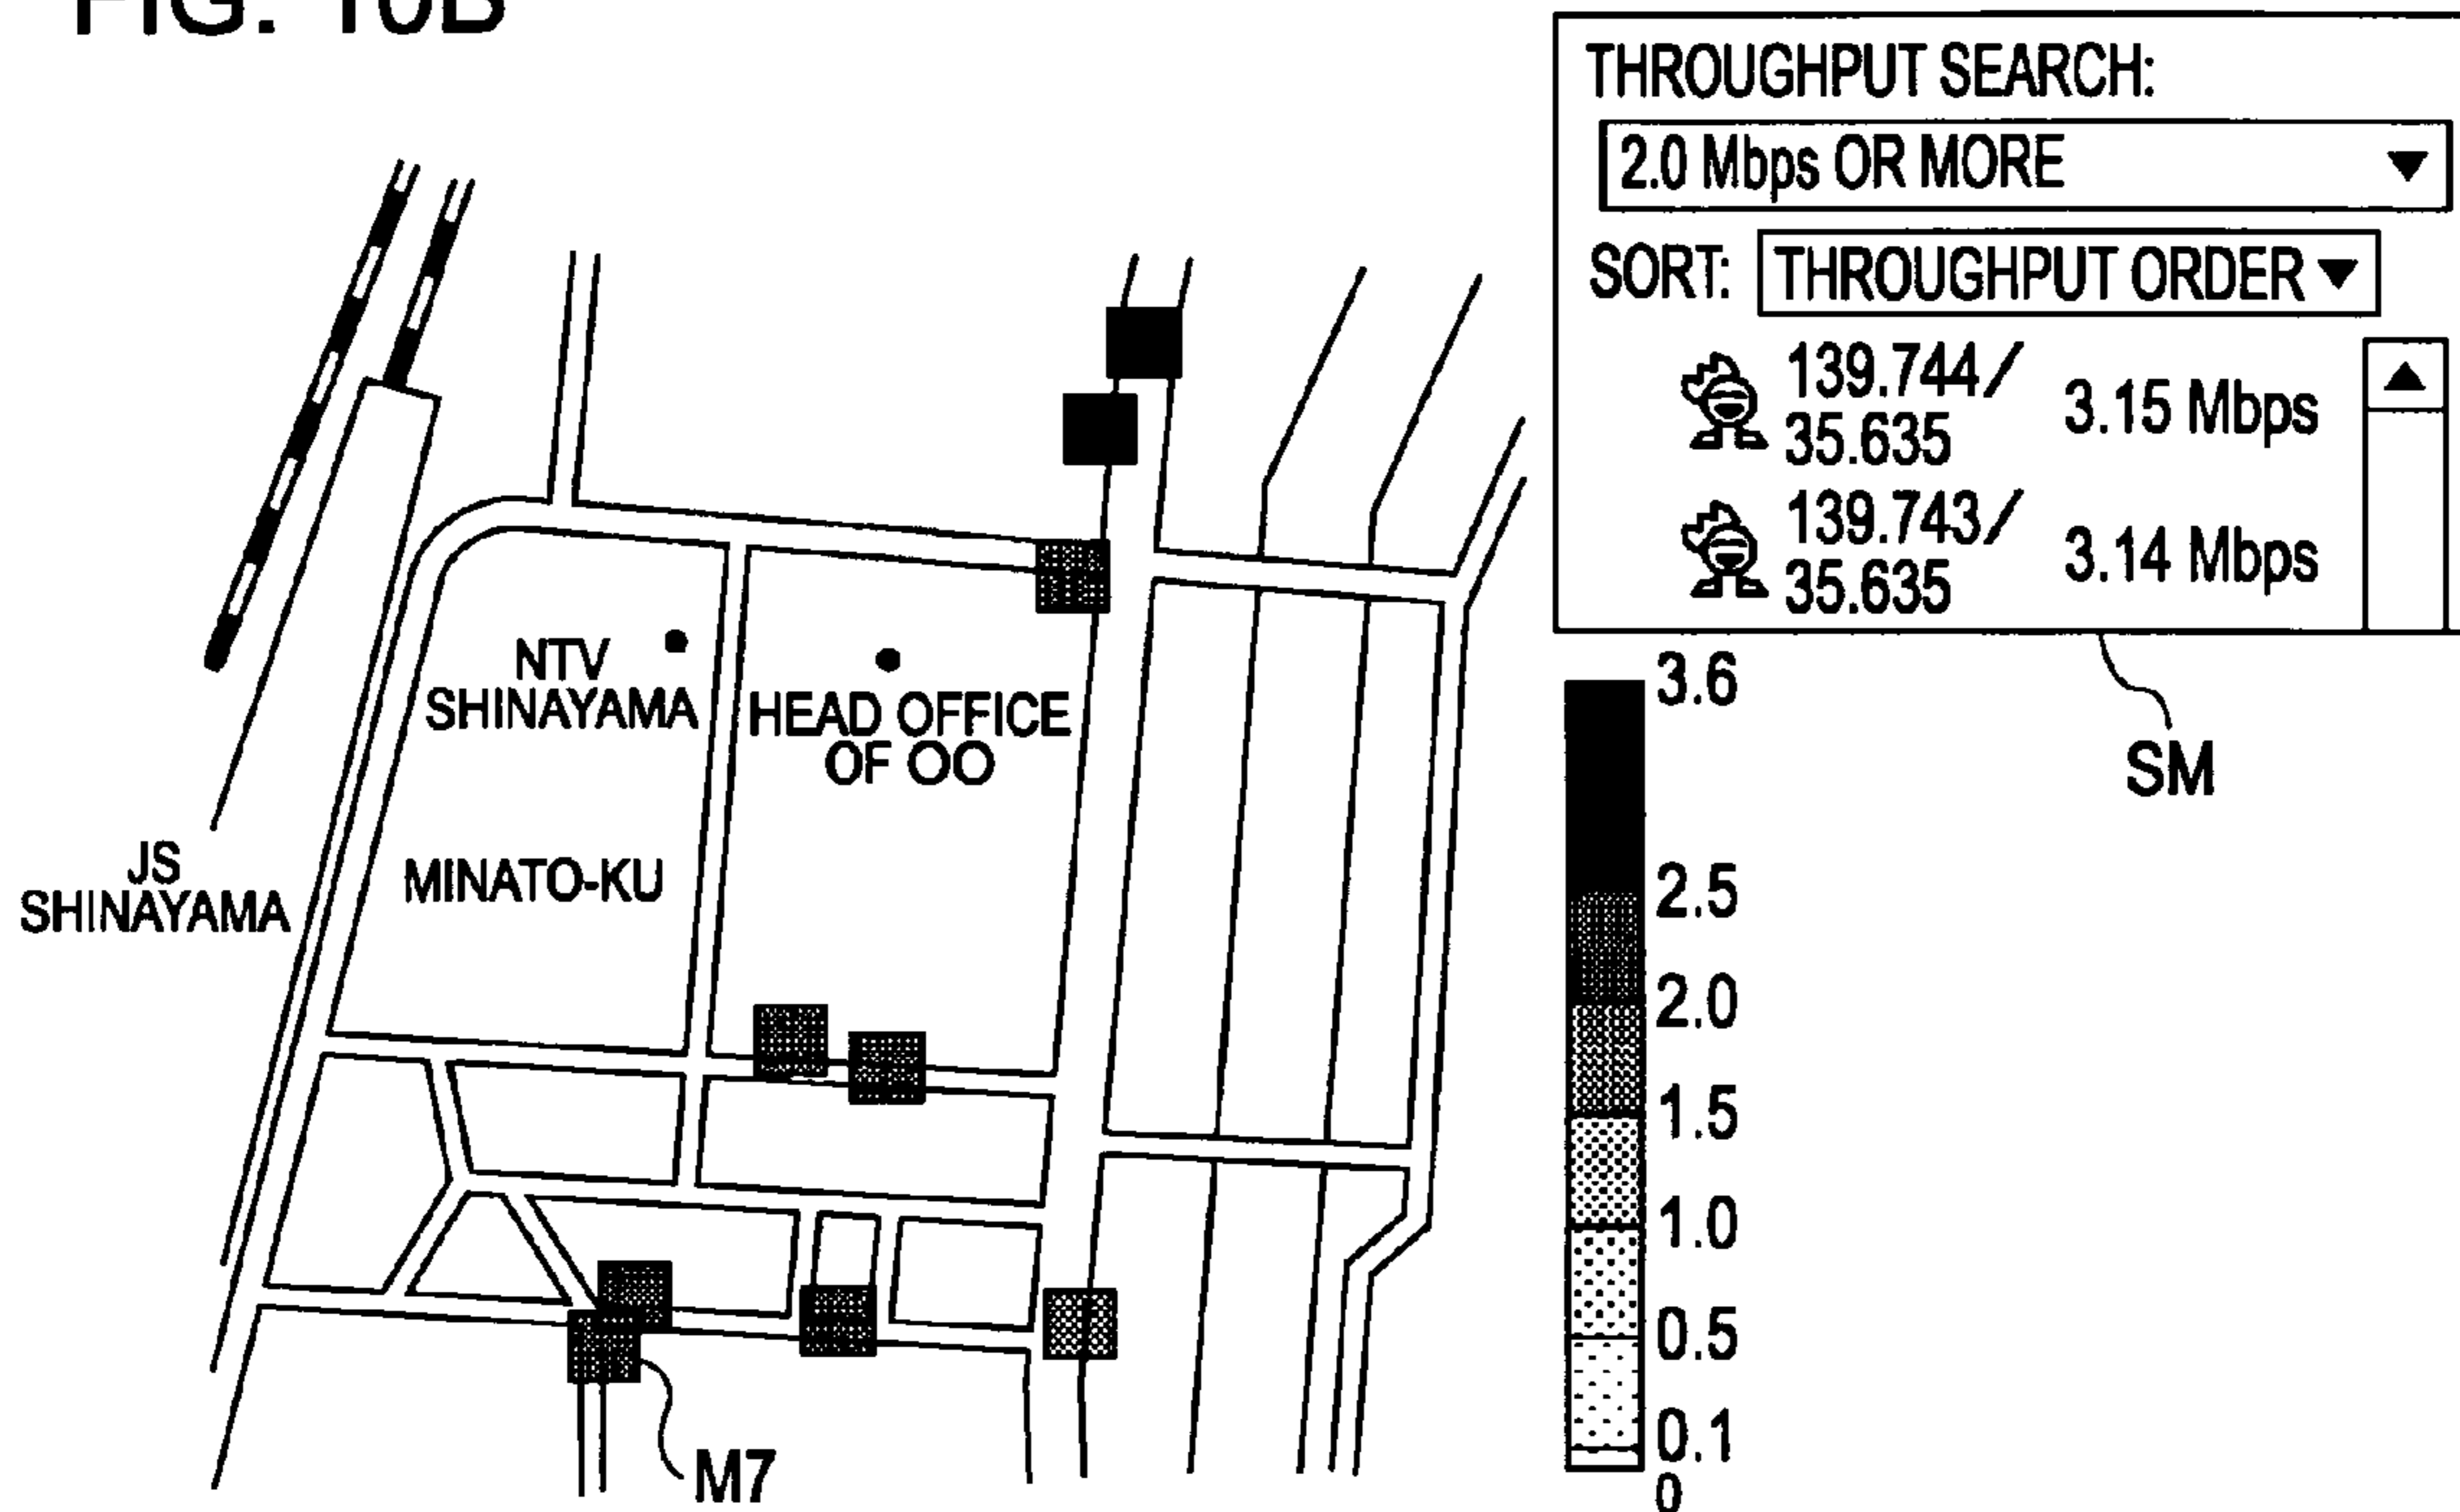 FIG. 10B
THROUGHPUT SEARCH:
2.0 Mbps OR MORE ▼
SORT: THROUGHPUT ORDER ▼
139.744/
35.635
3.15 Mbps
139.743/
35.635
3.14 Mbps
SM
NTV
SHINAYAMA
HEAD OFFICE
OF OO
JS
SHINAYAMA
MINATO-KU
M7
3.6
2.5
2.0
1.5
1.0
0.5
0.1
0